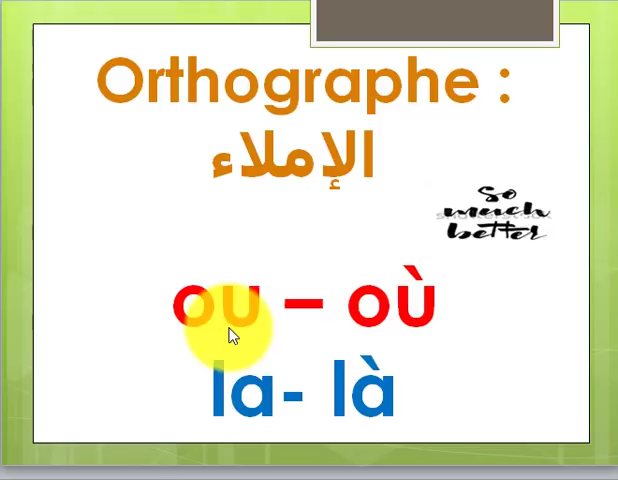 Orthographe :
الإملاء
So
much
better
ou – où
la- là